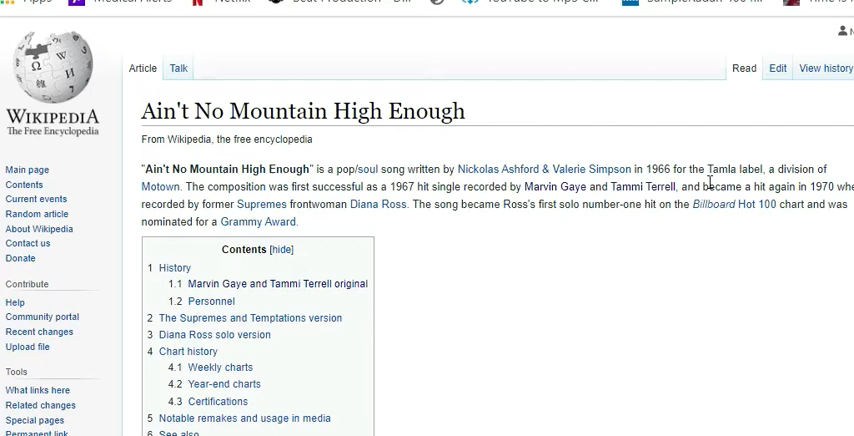 Apps
Medical Alerts
Netflix
Beat Production - D
YouTube to Mp3 C
Wikipedia
The Free Encyclopedia
Article Talk Read Edit View history
Ain't No Mountain High Enough
From Wikipedia, the free encyclopedia
"Ain't No Mountain High Enough" is a pop/soul song written by Nickolas Ashford & Valerie Simpson in 1966 for the Tamla label, a division of
Motown. The composition was first successful as a 1967 hit single recorded by Marvin Gaye and Tammi Terrell, and became a hit again in 1970 whe
recorded by former Supremes frontwoman Diana Ross. The song became Ross's first solo number-one hit on the Billboard Hot 100 chart and was
nominated for a Grammy Award.
Main page
Contents
Current events
Random article
About Wikipedia
Contact us
Donate
Contribute
Help
Community portal
Recent changes
Upload file
Tools
What links here
Related changes
Special pages
Permanent link
Contents [hide]
1 History
1.1 Marvin Gaye and Tammi Terrell original
1.2 Personnel
2 The Supremes and Temptations version
3 Diana Ross solo version
4 Chart history
4.1 Weekly charts
4.2 Year-end charts
4.3 Certifications
5 Notable remakes and usage in media
6 See also